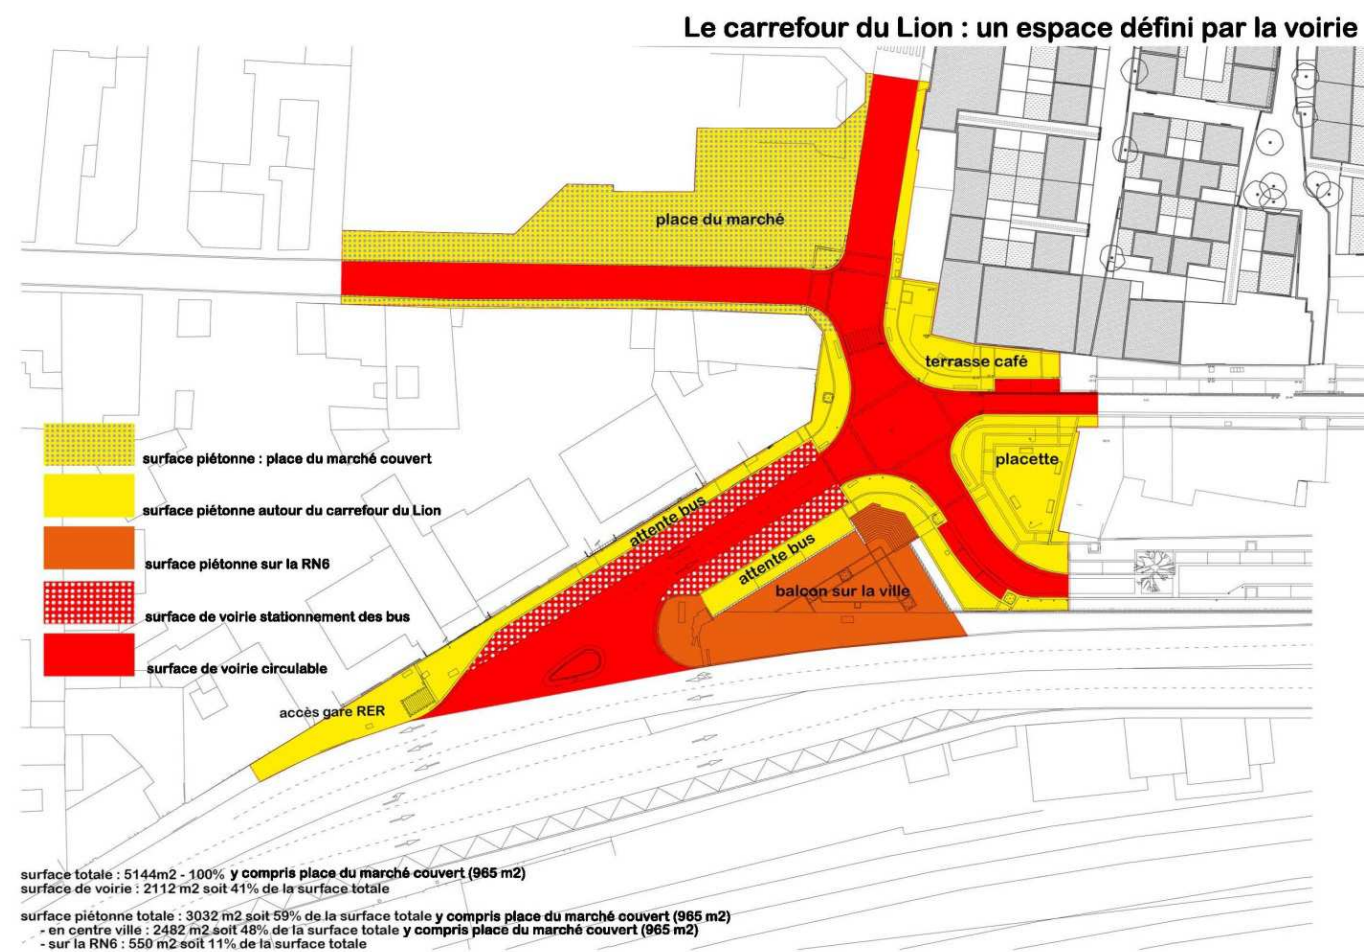 Le carrefour du Lion : un espace défini par la voirie
place du marché
terrasse café
placette
attente bus
attente bus
balcon sur la ville
accès gare RER
surface piétonne : place du marché couvert
surface piétonne autour du carrefour du Lion
surface piétonne sur la RN6
surface de voirie stationnement des bus
surface de voirie circulable
surface totale : 5144m2 - 100% y compris place du marché couvert (965 m2)
surface de voirie : 2112 m2 soit 41% de la surface totale
surface piétonne totale : 3032 m2 soit 59% de la surface totale y compris place du marché couvert (965 m2)
- en centre ville : 2482 m2 soit 48% de la surface totale y compris place du marché couvert (965 m2)
- sur la RN6 : 550 m2 soit 11% de la surface totale